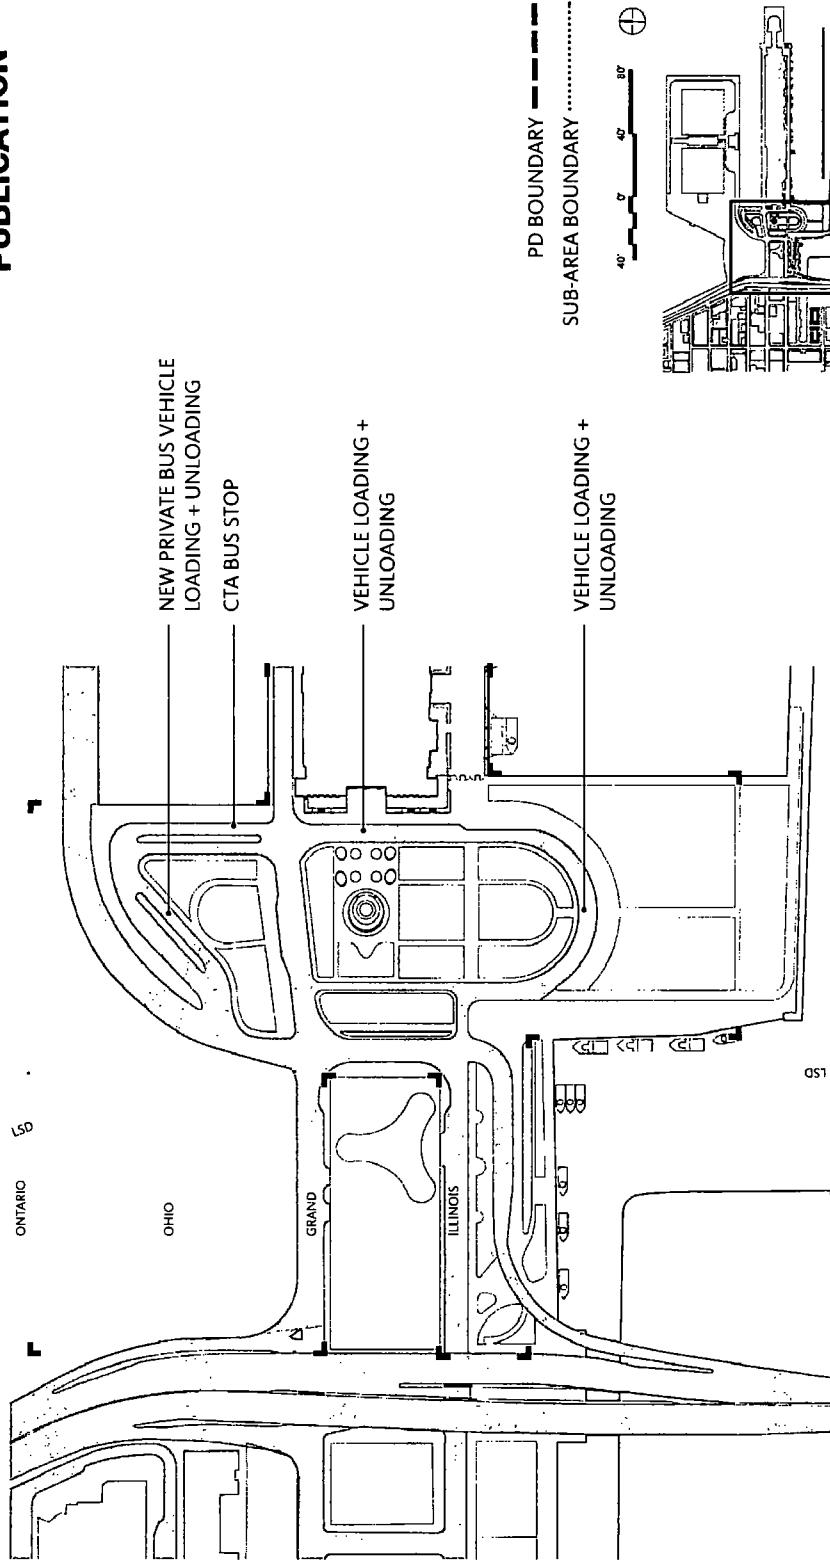 PUBLICATION
NEW PRIVATE BUS VEHICLE
LOADING + UNLOADING
CTA BUS STOP
VEHICLE LOADING +
UNLOADING
VEHICLE LOADING +
UNLOADING
PD BOUNDARY
SUB-AREA BOUNDARY
40' 0' 40' 80'
LSD
ONTARIO
OHIO
GRAND
ILLINOIS
LSD